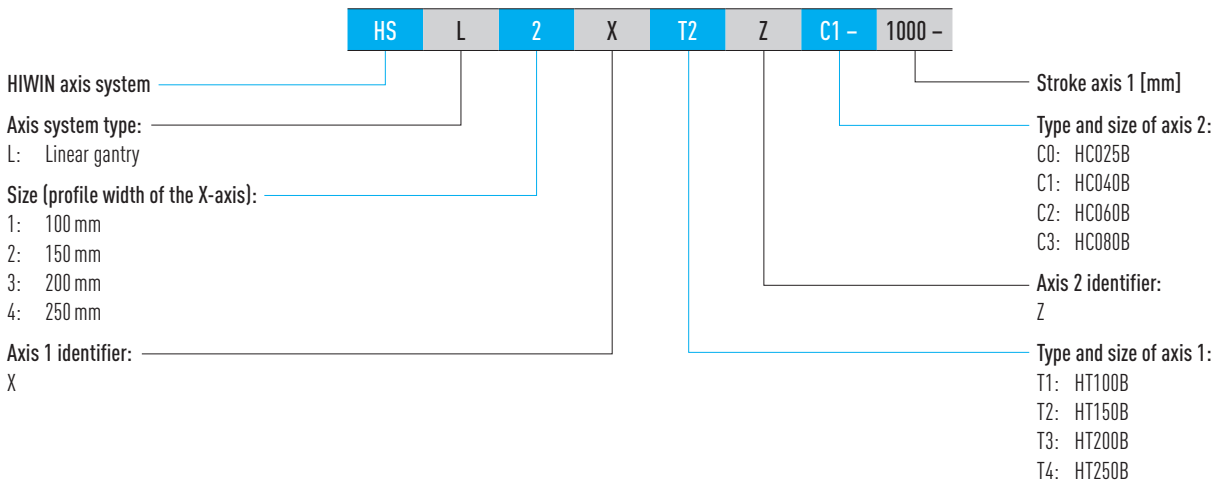 HS L 2 X T2 Z C1 – 1000 –
HIWIN axis system
Axis system type:
L: Linear gantry
Size (profile width of the X-axis):
1: 100 mm
2: 150 mm
3: 200 mm
4: 250 mm
Axis 1 identifier:
X
Stroke axis 1 [mm]
Type and size of axis 2:
C0: HC025B
C1: HC040B
C2: HC060B
C3: HC080B
Axis 2 identifier:
Z
Type and size of axis 1:
T1: HT100B
T2: HT150B
T3: HT200B
T4: HT250B